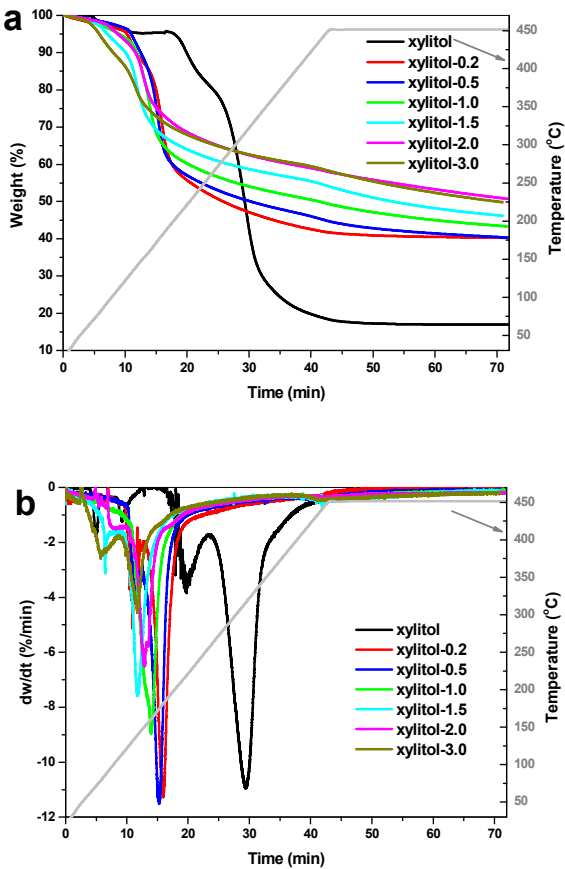 a
100
90
80
70
60
50
40
30
20
10
Weight (%)
0
10
20
30
40
50
60
70
Time (min)
450
400
350
300
250
200
150
100
50
Temperature (°C)
xylitol
xylitol-0.2
xylitol-0.5
xylitol-1.0
xylitol-1.5
xylitol-2.0
xylitol-3.0
b
0
-2
-4
-6
-8
-10
-12
dw/dt (%/min)
0
10
20
30
40
50
60
70
Time (min)
450
400
350
300
250
200
150
100
50
Temperature (°C)
xylitol
xylitol-0.2
xylitol-0.5
xylitol-1.0
xylitol-1.5
xylitol-2.0
xylitol-3.0